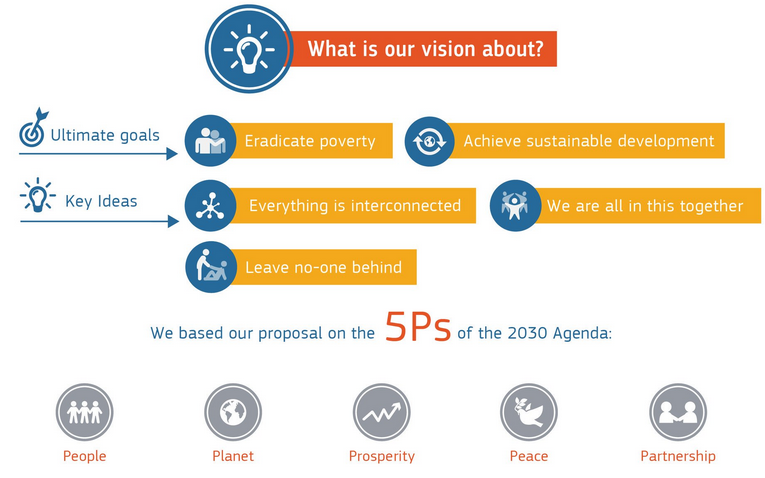 What is our vision about?
Ultimate goals
Eradicate poverty
Achieve sustainable development
Key Ideas
Everything is interconnected
We are all in this together
Leave no-one behind
We based our proposal on the 5Ps of the 2030 Agenda:
People
Planet
Prosperity
Peace
Partnership